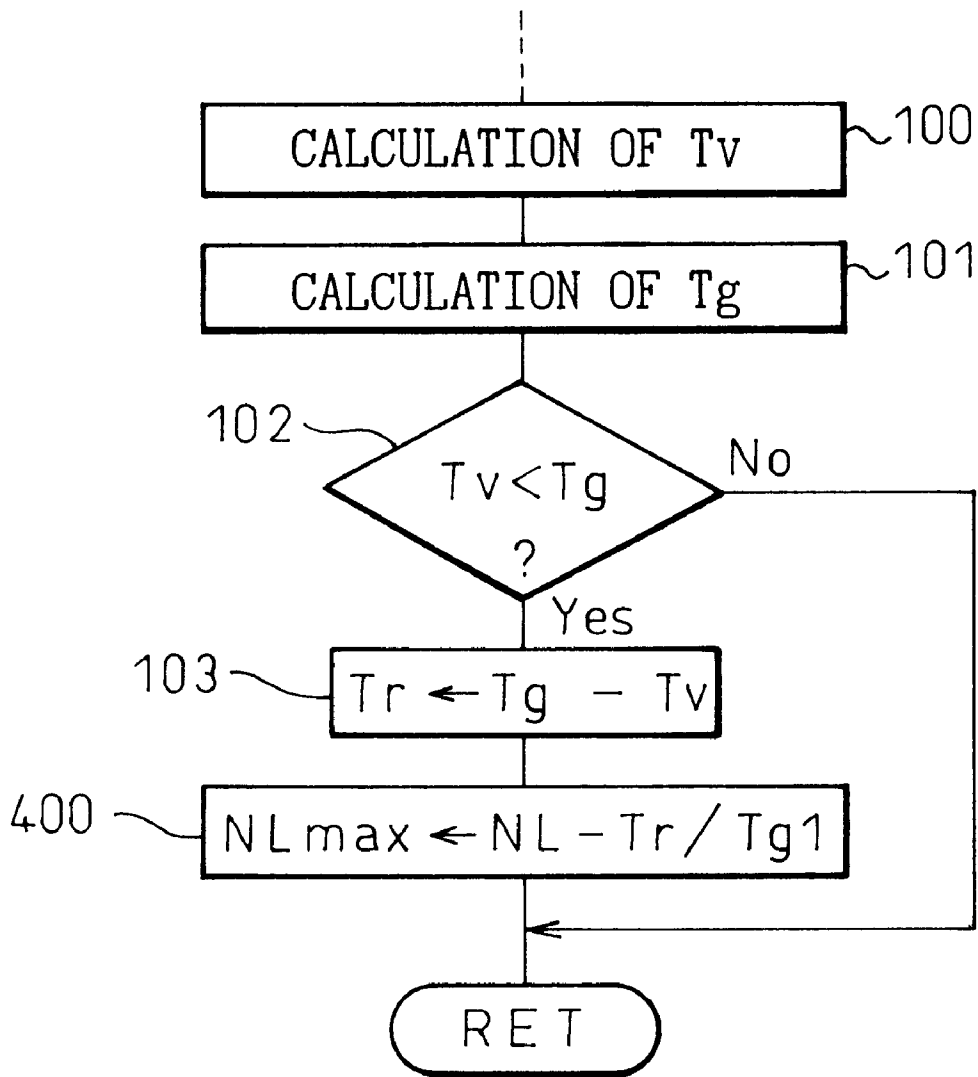 CALCULATION OF Tv
100
CALCULATION OF Tg
101
102
Tv<Tg
?
No
Yes
103
Tr ← Tg - Tv
400
NLmax ← NL - Tr / Tg1
RET